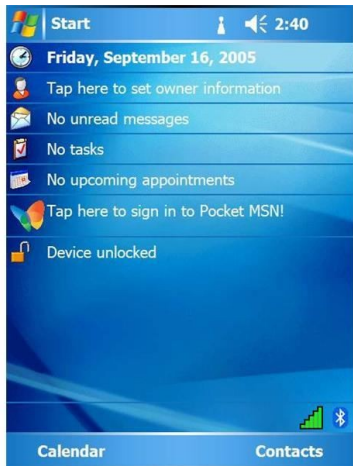 Start 2:40
Friday, September 16, 2005
Tap here to set owner information
No unread messages
No tasks
No upcoming appointments
Tap here to sign in to Pocket MSN!
Device unlocked
Calendar Contacts